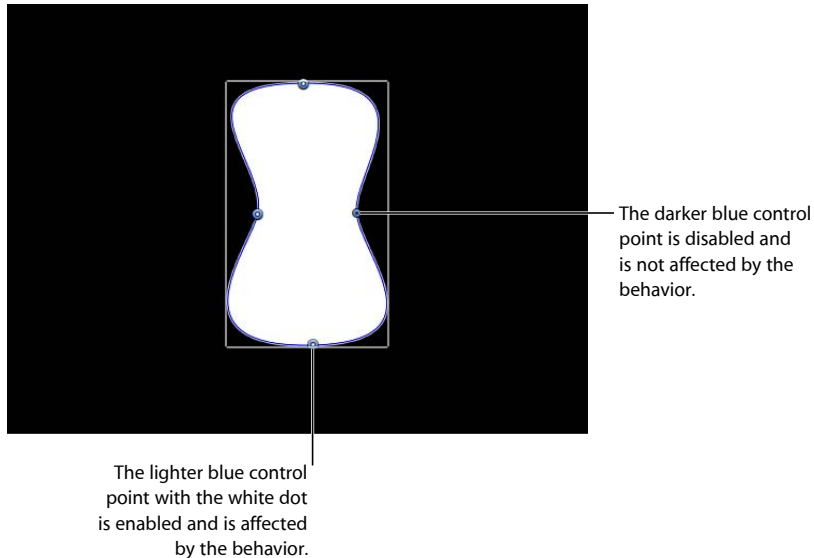 The darker blue control
point is disabled and
is not affected by the
behavior.
The lighter blue control
point with the white dot
is enabled and is affected
by the behavior.